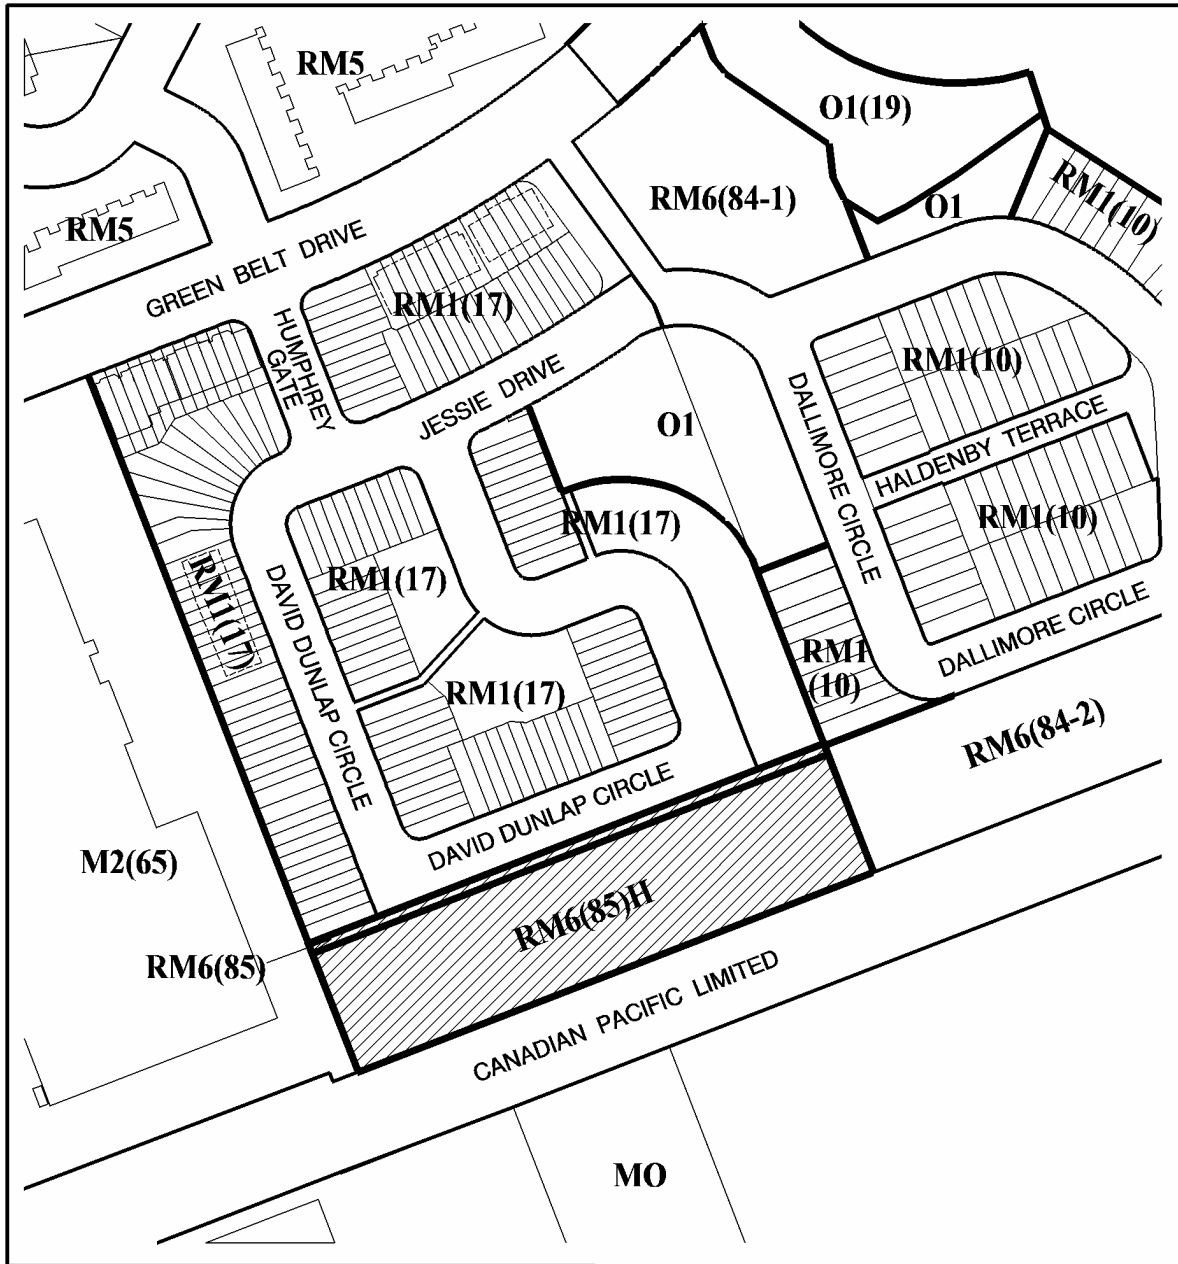 RM5
O1(19)
RM1(10)
RM6(84-1)
O1
RM5
GREEN BELT DRIVE
RM1(17)
HUMPHREY
GATE
JESSIE DRIVE
O1
DALLIMORE CIRCLE
RM1(10)
HALDENBY TERRACE
RM1(10)
RM1(17)
RM1(17)
RM1(17)
DAVID DUNLAP CIRCLE
RM1(17)
RM1
(10)
DALLIMORE CIRCLE
RM6(84-2)
DAVID DUNLAP CIRCLE
M2(65)
RM6(85)H
RM6(85)
CANADIAN PACIFIC LIMITED
MO